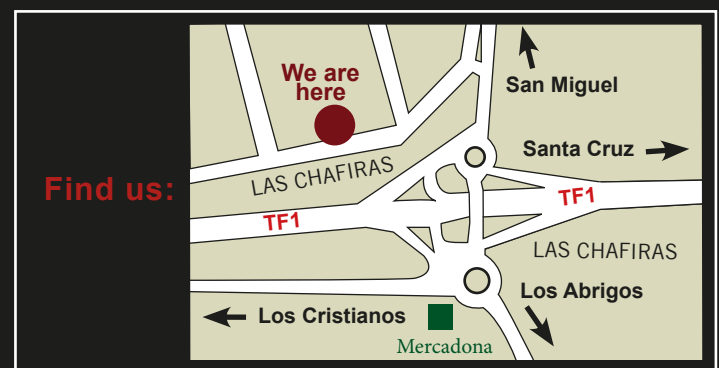 Find us:
We are
here
San Miguel
Santa Cruz
LAS CHAFIRAS
TF1
TF1
LAS CHAFIRAS
Los Abrigos
Los Cristianos
Mercadona